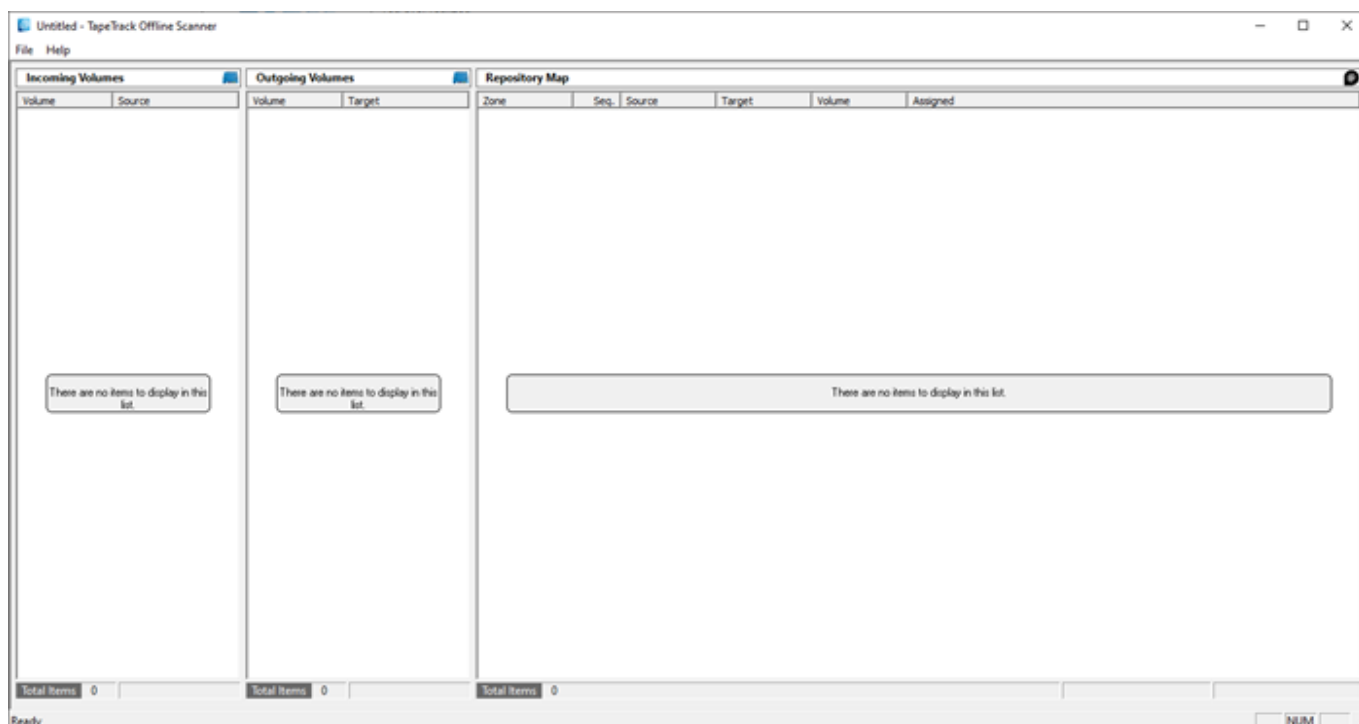 Untitled - TapeTrack Offline Scanner
File Help
Incoming Volumes Outgoing Volumes Repository Map
Volume Source Volume Target Zone Seq. Source Target Volume Assigned
There are no items to display in this
list.
There are no items to display in this
list.
There are no items to display in this list.
Total Items 0 Total Items 0 Total Items 0
Ready NUM